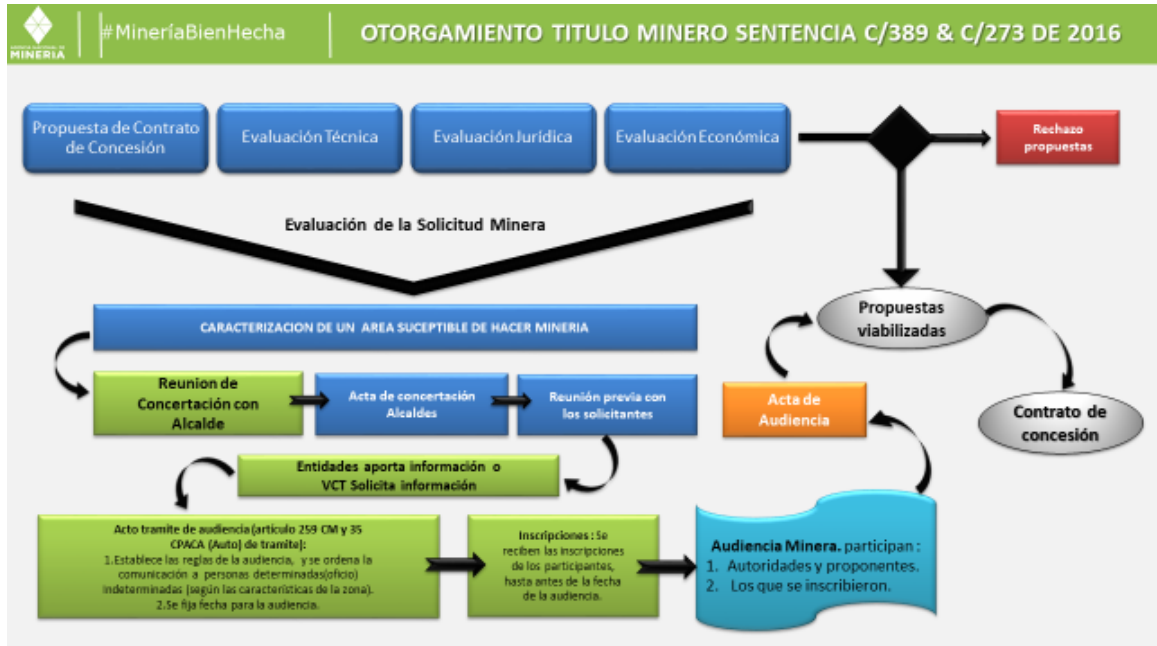 AGENCIA NACIONAL DE
MINERÍA
#MineríaBienHecha
OTORGAMIENTO TITULO MINERO SENTENCIA C/389 & C/273 DE 2016
Propuesta de Contrato
de Concesión
Evaluación Técnica
Evaluación Jurídica
Evaluación Económica
Rechazo
propuestas
Evaluación de la Solicitud Minera
Propuestas
viabilizadas
CARACTERIZACION DE UN AREA SUCEPTIBLE DE HACER MINERIA
Reunion de
Concertación con
Alcalde
Acta de concertación
Alcaldes
Reunión previa con
los solicitantes
Acta de
Audiencia
Contrato de
concesión
Entidades aporta información o
VCT Solicita información
Acto tramite de audiencia (artículo 259 CM y 35
CPACA (Auto) de tramite):
1.Establece las reglas de la audiencia, y se ordena la
comunicación a personas determinadas(oficio)
Indeterminadas (según las características de la zona).
2.Se fija fecha para la audiencia.
Inscripciones : Se
reciben las inscripciones
de los participantes,
hasta antes de la fecha
de la audiencia.
Audiencia Minera. participan :
1. Autoridades y proponentes.
2. Los que se inscribieron.